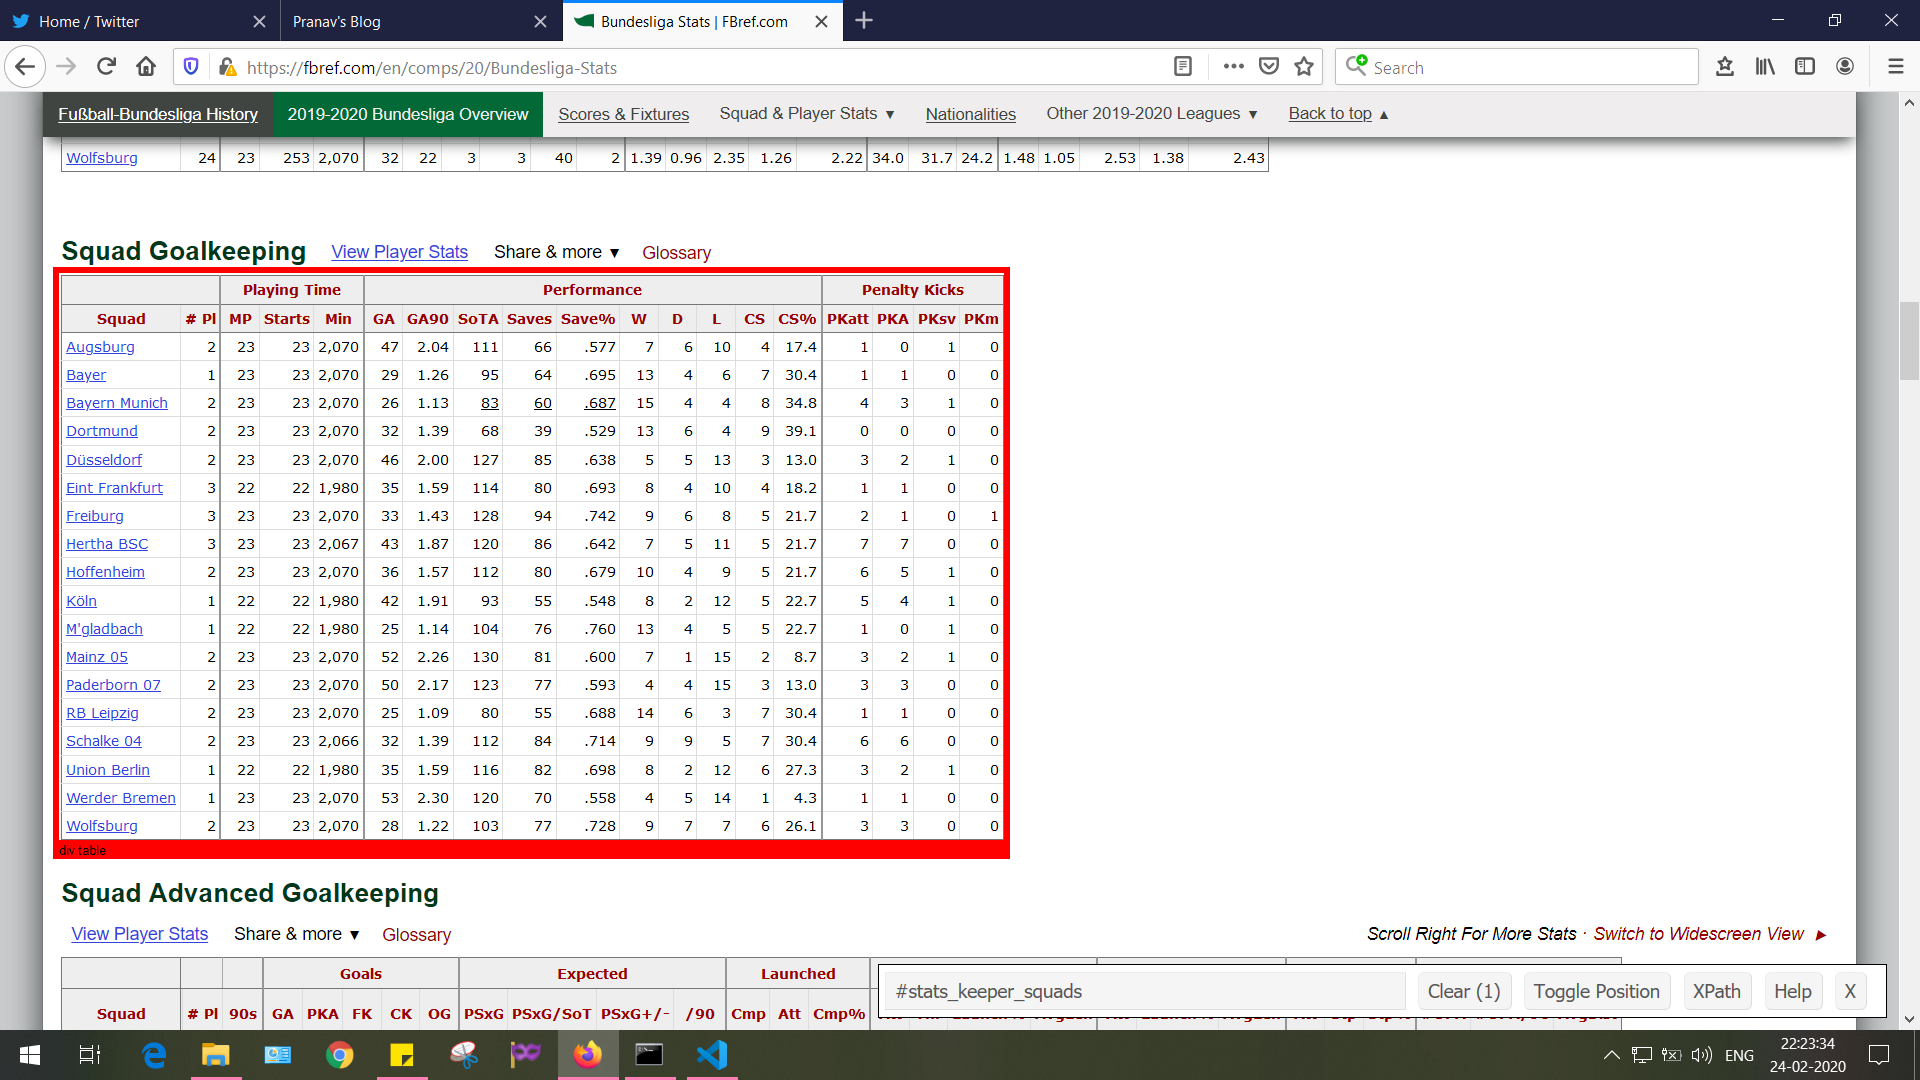 Home / Twitter
Pranav's Blog
Bundesliga Stats | FBref.com
https://fbref.com/en/comps/20/Bundesliga-Stats
Search
Fußball-Bundesliga History 2019-2020 Bundesliga Overview Scores & Fixtures Squad & Player Stats ▼ Nationalities Other 2019-2020 Leagues ▼ Back to top ▲
Wolfsburg 24 23 253 2,070 32 22 3 3 40 2 1.39 0.96 2.35 1.26 2.22 34.0 31.7 24.2 1.48 1.05 2.53 1.38 2.43
Squad Goalkeeping View Player Stats Share & more ▼ Glossary
Playing Time Performance Penalty Kicks
Squad # Pl MP Starts Min GA GA90 SoTA Saves Save% W D L CS CS% PKatt PKA PKsv PKm
Augsburg 2 23 23 2,070 47 2.04 111 66 .577 7 6 10 4 17.4 1 0 1 0
Bayer 1 23 23 2,070 29 1.26 95 64 .695 13 4 6 7 30.4 1 1 0 0
Bayern Munich 2 23 23 2,070 26 1.13 83 60 .687 15 4 4 8 34.8 4 3 1 0
Dortmund 2 23 23 2,070 32 1.39 68 39 .529 13 6 4 9 39.1 0 0 0 0
Düsseldorf 2 23 23 2,070 46 2.00 127 85 .638 5 5 13 3 13.0 3 2 1 0
Eint Frankfurt 3 22 22 1,980 35 1.59 114 80 .693 8 4 10 4 18.2 1 1 0 0
Freiburg 3 23 23 2,070 33 1.43 128 94 .742 9 6 8 5 21.7 2 1 0 1
Hertha BSC 3 23 23 2,067 43 1.87 120 86 .642 7 5 11 5 21.7 7 7 0 0
Hoffenheim 2 23 23 2,070 36 1.57 112 80 .679 10 4 9 5 21.7 6 5 1 0
Köln 1 22 22 1,980 42 1.91 93 55 .548 8 2 12 5 22.7 5 4 1 0
M'gladbach 1 22 22 1,980 25 1.14 104 76 .760 13 4 5 5 22.7 1 0 1 0
Mainz 05 2 23 23 2,070 52 2.26 130 81 .600 7 1 15 2 8.7 3 2 1 0
Paderborn 07 2 23 23 2,070 50 2.17 123 77 .593 4 4 15 3 13.0 3 3 0 0
RB Leipzig 2 23 23 2,070 25 1.09 80 55 .688 14 6 3 7 30.4 1 1 0 0
Schalke 04 2 23 23 2,066 32 1.39 112 84 .714 9 9 5 7 30.4 6 6 0 0
Union Berlin 1 22 22 1,980 35 1.59 116 82 .698 8 2 12 6 27.3 3 2 1 0
Werder Bremen 1 23 23 2,070 53 2.30 120 70 .558 4 5 14 1 4.3 1 1 0 0
Wolfsburg 2 23 23 2,070 28 1.22 103 77 .728 9 7 7 6 26.1 3 3 0 0
div table
Squad Advanced Goalkeeping
View Player Stats Share & more ▼ Glossary
Scroll Right For More Stats · Switch to Widescreen View ►
Goals Expected Launched
Squad # Pl 90s GA PKA FK CK OG PSxG PSxG/SoT PSxG+/- /90 Cmp Att Cmp%
#stats_keeper_squads Clear (1) Toggle Position XPath Help X
ENG
22:23:34
24-02-2020